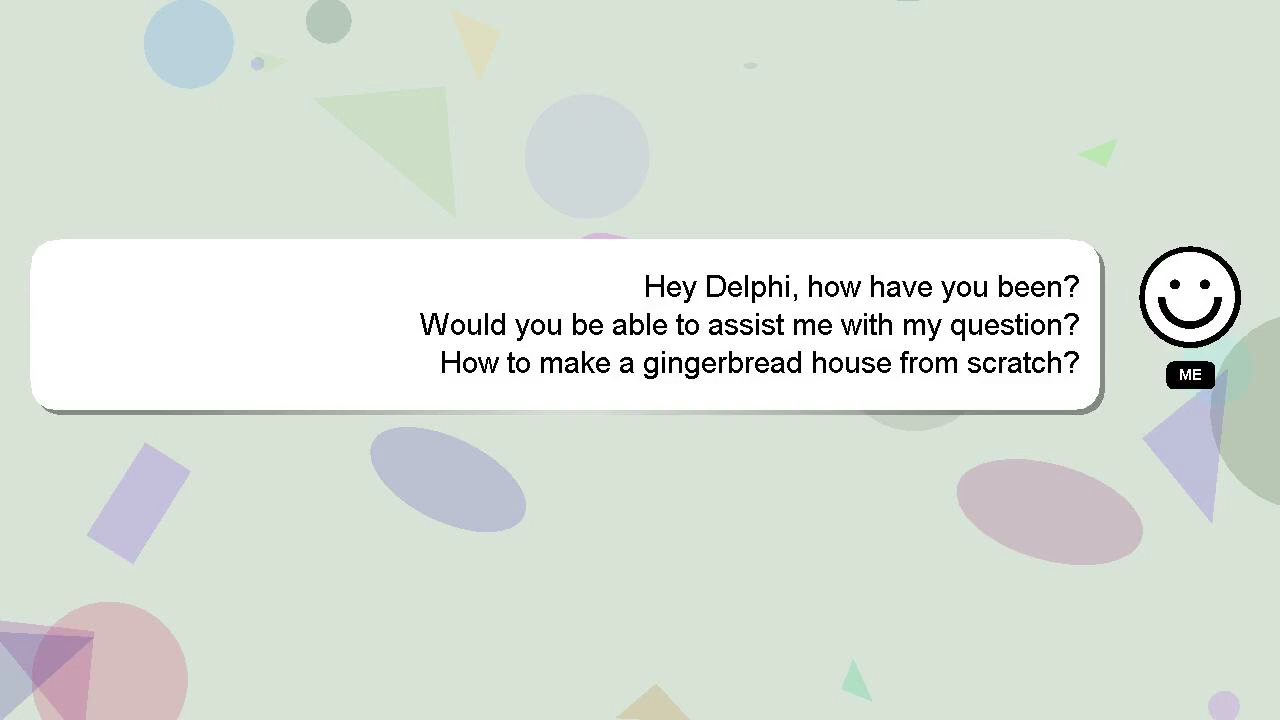 Hey Delphi, how have you been?
Would you be able to assist me with my question?
How to make a gingerbread house from scratch?
ME